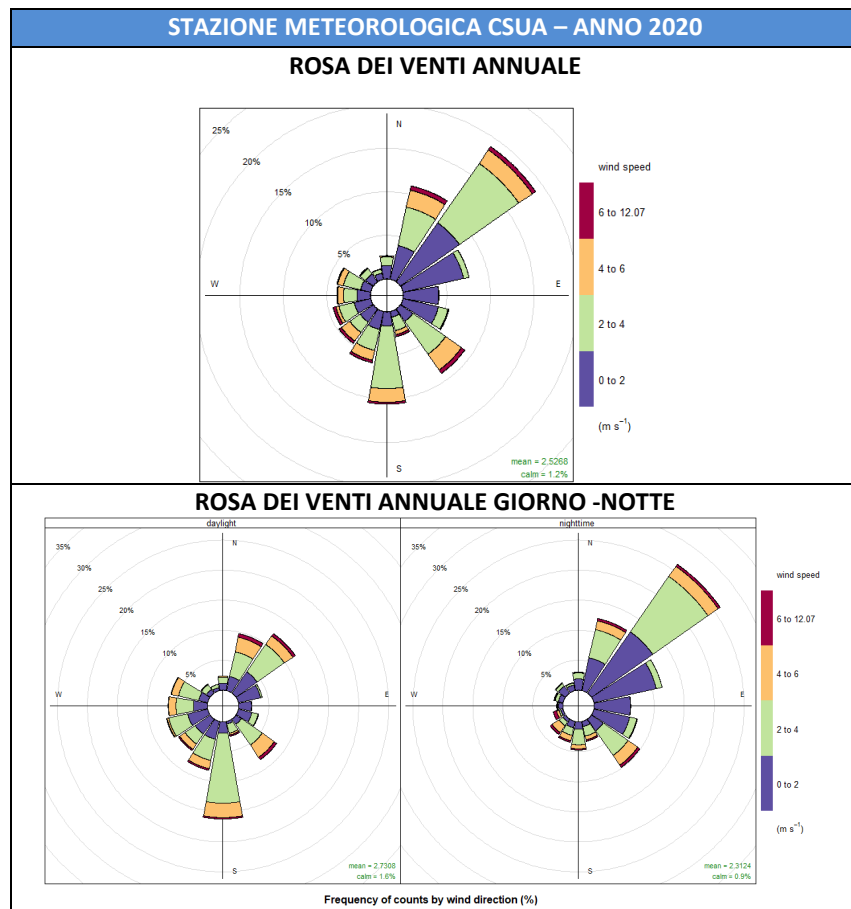 STAZIONE METEOROLOGICA CSUA – ANNO 2020
ROSA DEI VENTI ANNUALE
25%
20%
15%
10%
5%
N
W
E
S
wind speed
6 to 12.07
4 to 6
2 to 4
0 to 2
(m s⁻¹)
mean = 2,5268
calm = 1.2%
ROSA DEI VENTI ANNUALE GIORNO -NOTTE
daylight
35%
30%
25%
20%
15%
10%
5%
N
W
E
S
mean = 2,7308
calm = 1.6%
nighttime
35%
30%
25%
20%
15%
10%
5%
N
W
E
S
mean = 2,3124
calm = 0.9%
wind speed
6 to 12.07
4 to 6
2 to 4
0 to 2
(m s⁻¹)
Frequency of counts by wind direction (%)